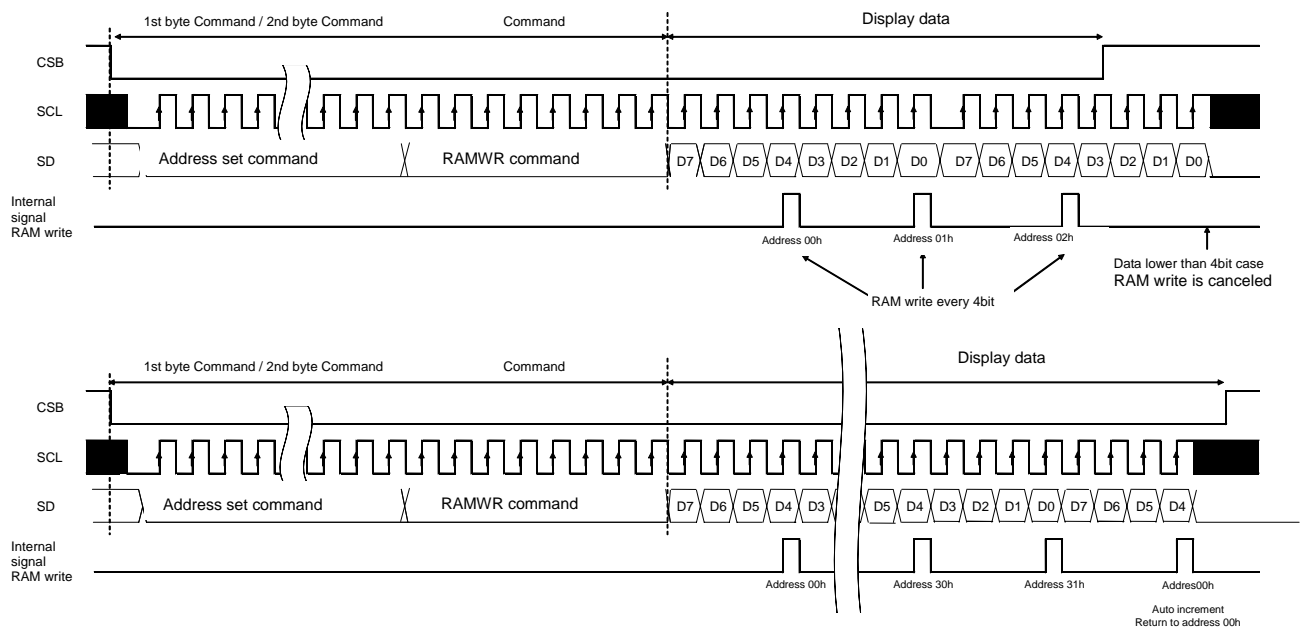 1st byte Command / 2nd byte Command Command Display data
CSB
SCL
SD Address set command RAMWR command D7 D6 D5 D4 D3 D2 D1 D0 D7 D6 D5 D4 D3 D2 D1 D0
Internal
signal
RAM write
Address 00h Address 01h Address 02h
Data lower than 4bit case
RAM write is canceled
RAM write every 4bit
1st byte Command / 2nd byte Command Command Display data
CSB
SCL
SD Address set command RAMWR command D7 D6 D5 D4 D3 D5 D4 D3 D2 D1 D0 D7 D6 D5 D4
Internal
signal
RAM write
Address 00h Address 30h Address 31h Addres00h
Auto increment
Return to address 00h